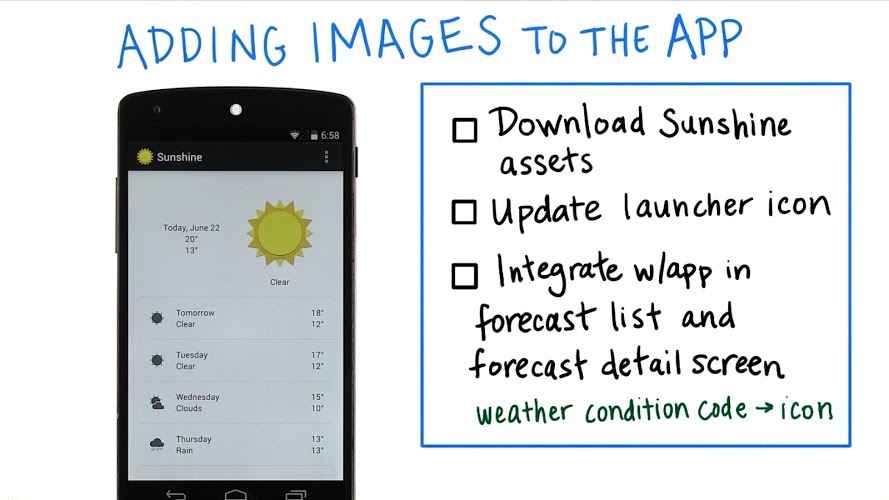 ADDING IMAGES TO THE APP
6:58
Sunshine
Today, June 22
20°
13°
Clear
Tomorrow 18°
Clear 12°
Tuesday 17°
Clear 12°
Wednesday 15°
Clouds 10°
Thursday 13°
Rain 13°
Download Sunshine
assets
Update launcher icon
Integrate w/app in
forecast list and
forecast detail screen
weather condition code → icon